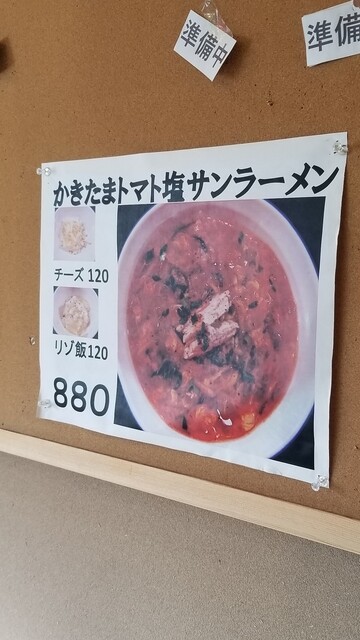 準備中
準備
かきたまトマト塩サンラーメン
チーズ 120
リゾ飯120
880